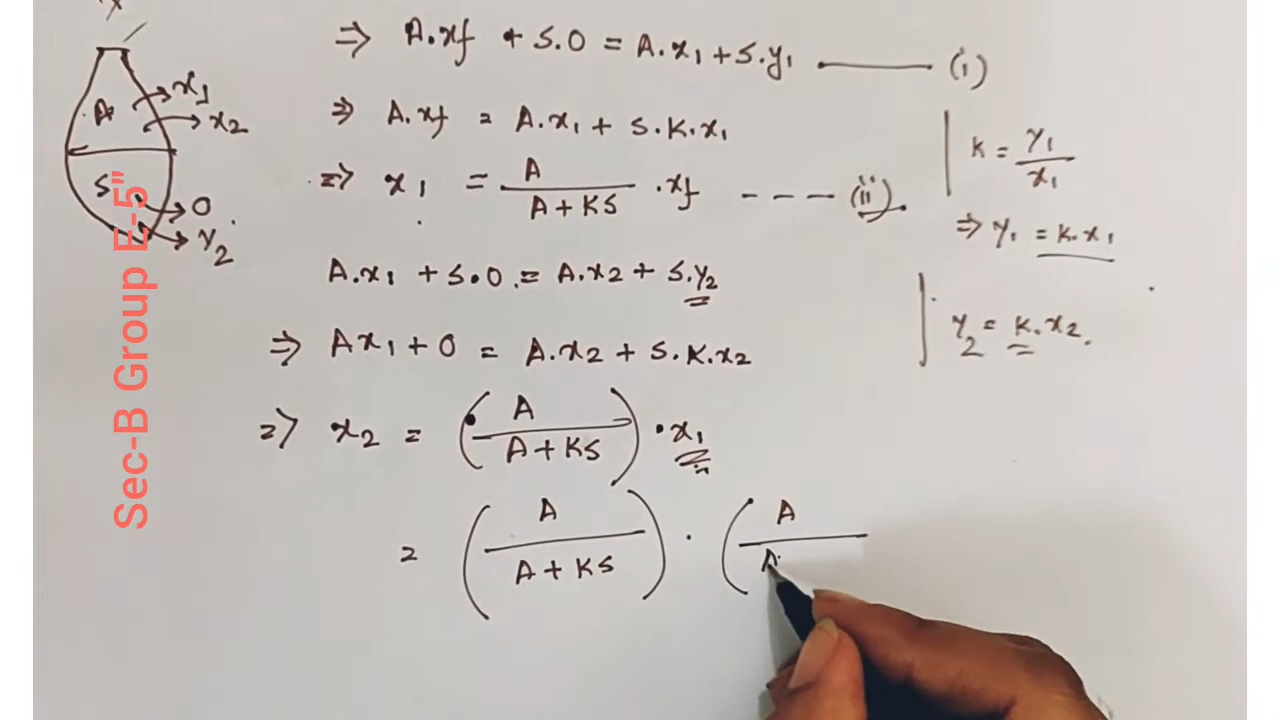 ⇒ A.xf + S.0 = A.x₁ + S.y₁ ——— (i)
⇒ A.xf = A.x₁ + S.K.x₁
K = y₁/x₁
⇒ x₁ = A/(A + KS) .xf - - - - (ii).
⇒ y₁ = K.x₁
A.x₁ + S.0 = A.x₂ + S.y₂
y₂ = K.x₂.
⇒ Ax₁ + 0 = A.x₂ + S.K.x₂
⇒ x₂ = (A/(A + KS)) . x₁
= (A/(A + KS)) . (A/A
A
x₁
x₂
S
0
y₂
Sec-B Group E-5"